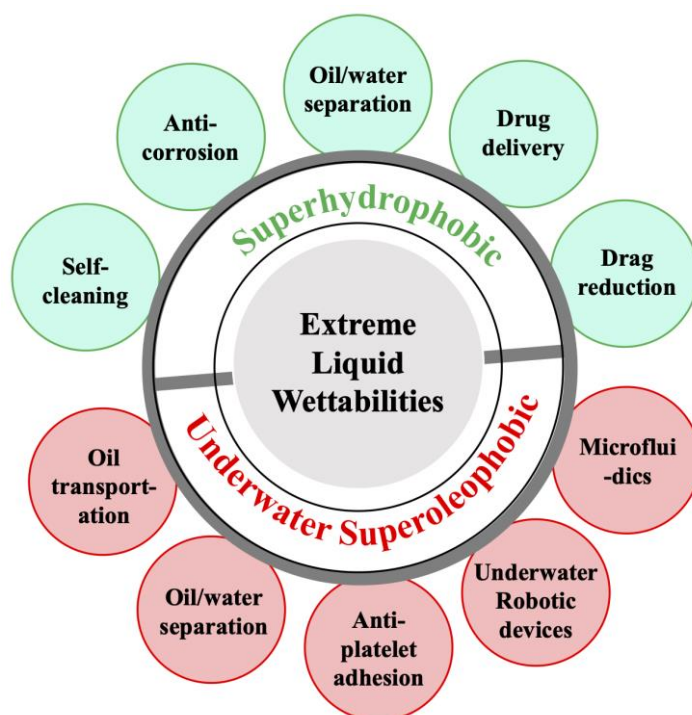 Oil/water
separation
Anti-
corrosion
Drug
delivery
Superhydrophobic
Self-
cleaning
Drag
reduction
Extreme
Liquid
Wettabilities
Underwater Superoleophobic
Oil
transport-
ation
Microflui
-dics
Oil/water
separation
Anti-
platelet
adhesion
Underwater
Robotic
devices